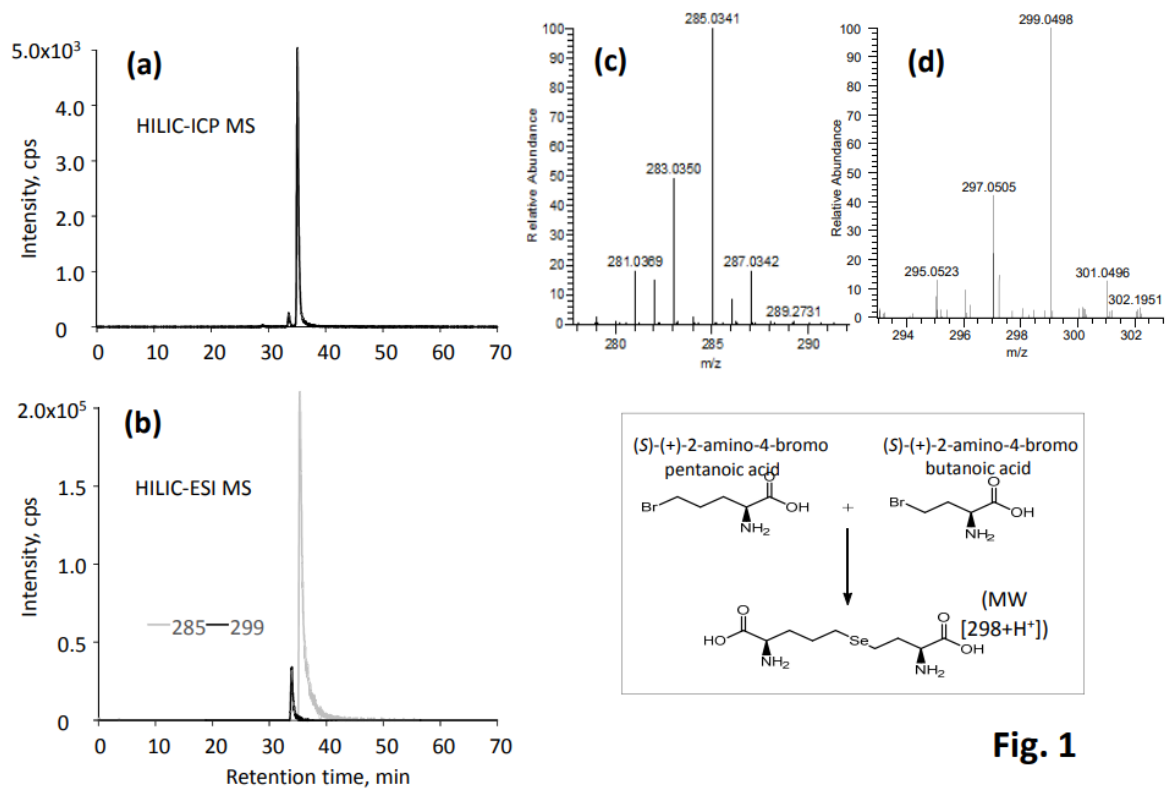 (a)
HILIC-ICP MS
Intensity, cps
5.0x10³
4.0
3.0
2.0
1.0
0
0 10 20 30 40 50 60 70
(b)
HILIC-ESI MS
Intensity, cps
2.0x10⁵
1.5
1.0
0.5
0
285 299
0 10 20 30 40 50 60 70
Retention time, min
(c)
Relative Abundance
100
90
80
70
60
50
40
30
20
10
0
285.0341
283.0350
281.0369
287.0342
289.2731
280 285 290
m/z
(d)
Relative Abundance
100
90
80
70
60
50
40
30
20
10
0
299.0498
297.0505
295.0523
301.0496
302.1951
294 296 298 300 302
m/z
(S)-(+)-2-amino-4-bromo
pentanoic acid
(S)-(+)-2-amino-4-bromo
butanoic acid
Br O OH NH₂
+
Br O OH NH₂
(MW
[298+H⁺])
O HO NH₂ Se O OH NH₂
Fig. 1